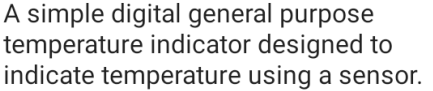 A simple digital general purpose
temperature indicator designed to
indicate temperature using a sensor.